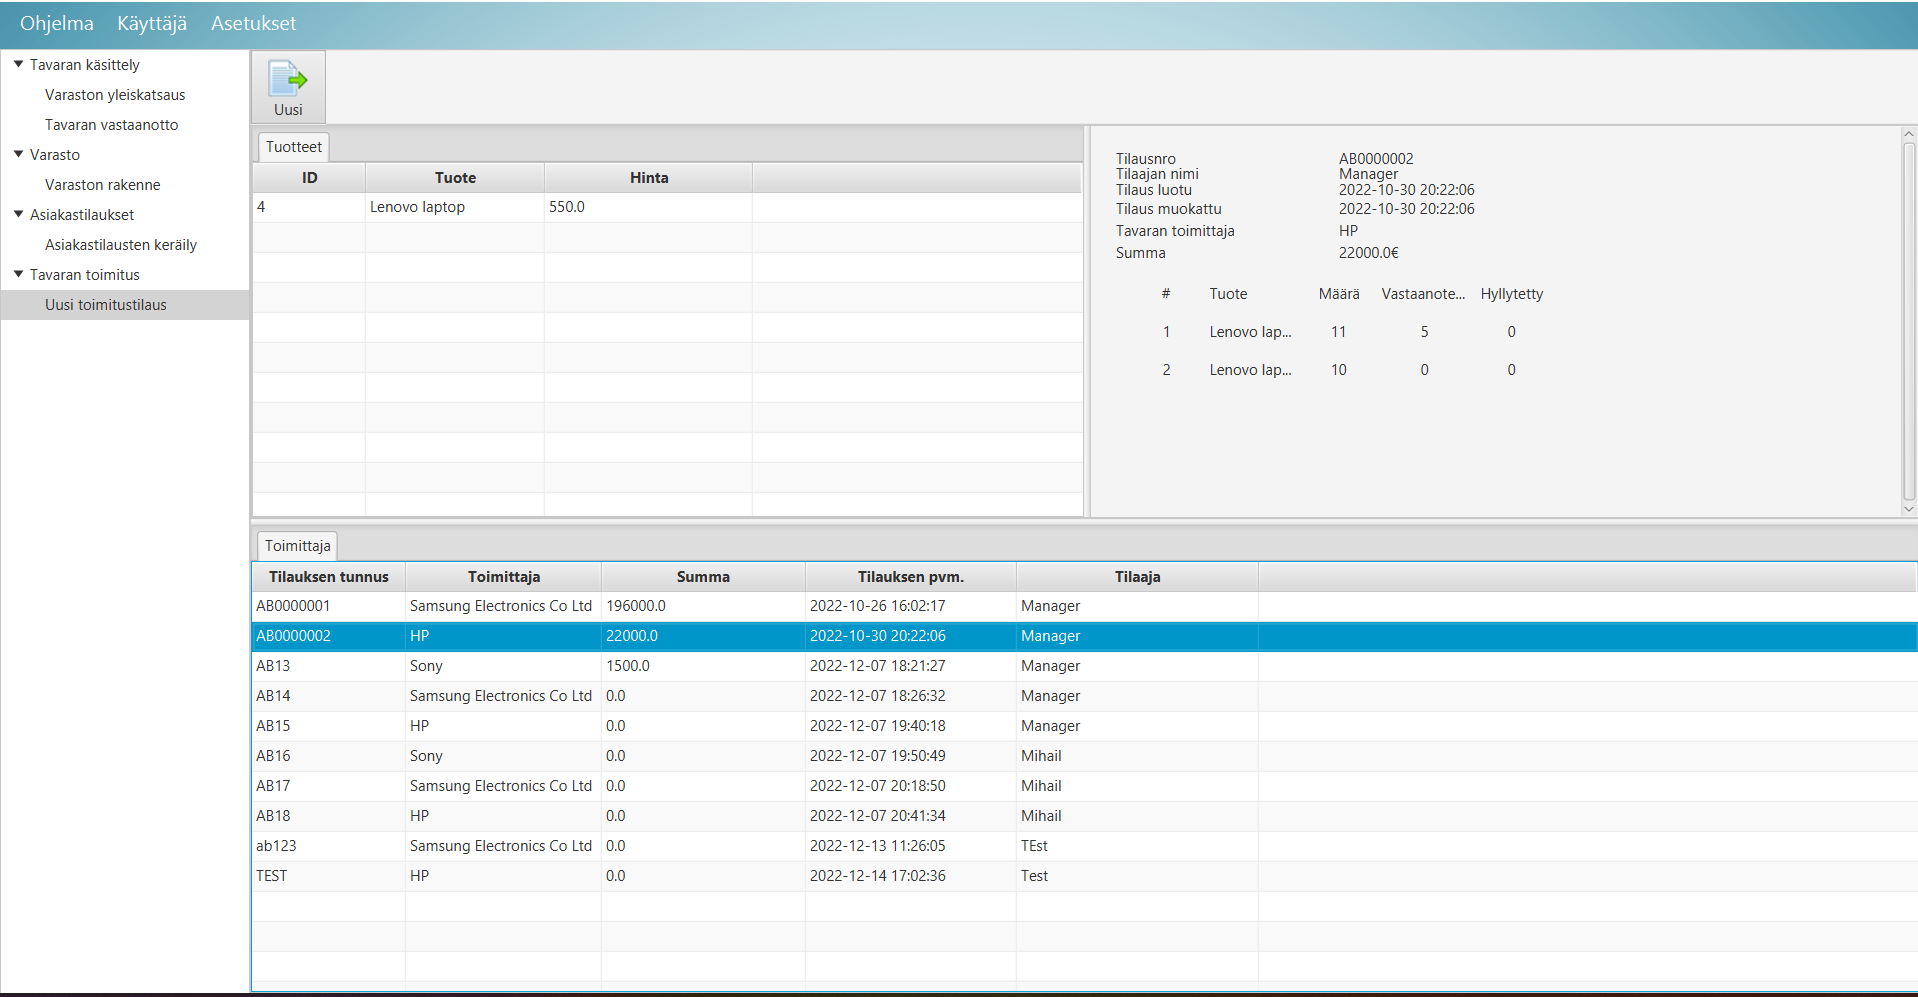 Ohjelma Käyttäjä Asetukset
Tavaran käsittely
Varaston yleiskatsaus
Tavaran vastaanotto
Varasto
Varaston rakenne
Asiakastilaukset
Asiakastilausten keräily
Tavaran toimitus
Uusi toimitustilaus
Uusi
Tuotteet
ID Tuote Hinta
4 Lenovo laptop 550.0
Tilausnro AB0000002
Tilaajan nimi Manager
Tilaus luotu 2022-10-30 20:22:06
Tilaus muokattu 2022-10-30 20:22:06
Tavaran toimittaja HP
Summa 22000.0€
# Tuote Määrä Vastaanote... Hyllytetty
1 Lenovo lap... 11 5 0
2 Lenovo lap... 10 0 0
Toimittaja
Tilauksen tunnus Toimittaja Summa Tilauksen pvm. Tilaaja
AB0000001 Samsung Electronics Co Ltd 196000.0 2022-10-26 16:02:17 Manager
AB0000002 HP 22000.0 2022-10-30 20:22:06 Manager
AB13 Sony 1500.0 2022-12-07 18:21:27 Manager
AB14 Samsung Electronics Co Ltd 0.0 2022-12-07 18:26:32 Manager
AB15 HP 0.0 2022-12-07 19:40:18 Manager
AB16 Sony 0.0 2022-12-07 19:50:49 Mihail
AB17 Samsung Electronics Co Ltd 0.0 2022-12-07 20:18:50 Mihail
AB18 HP 0.0 2022-12-07 20:41:34 Mihail
ab123 Samsung Electronics Co Ltd 0.0 2022-12-13 11:26:05 TEst
TEST HP 0.0 2022-12-14 17:02:36 Test